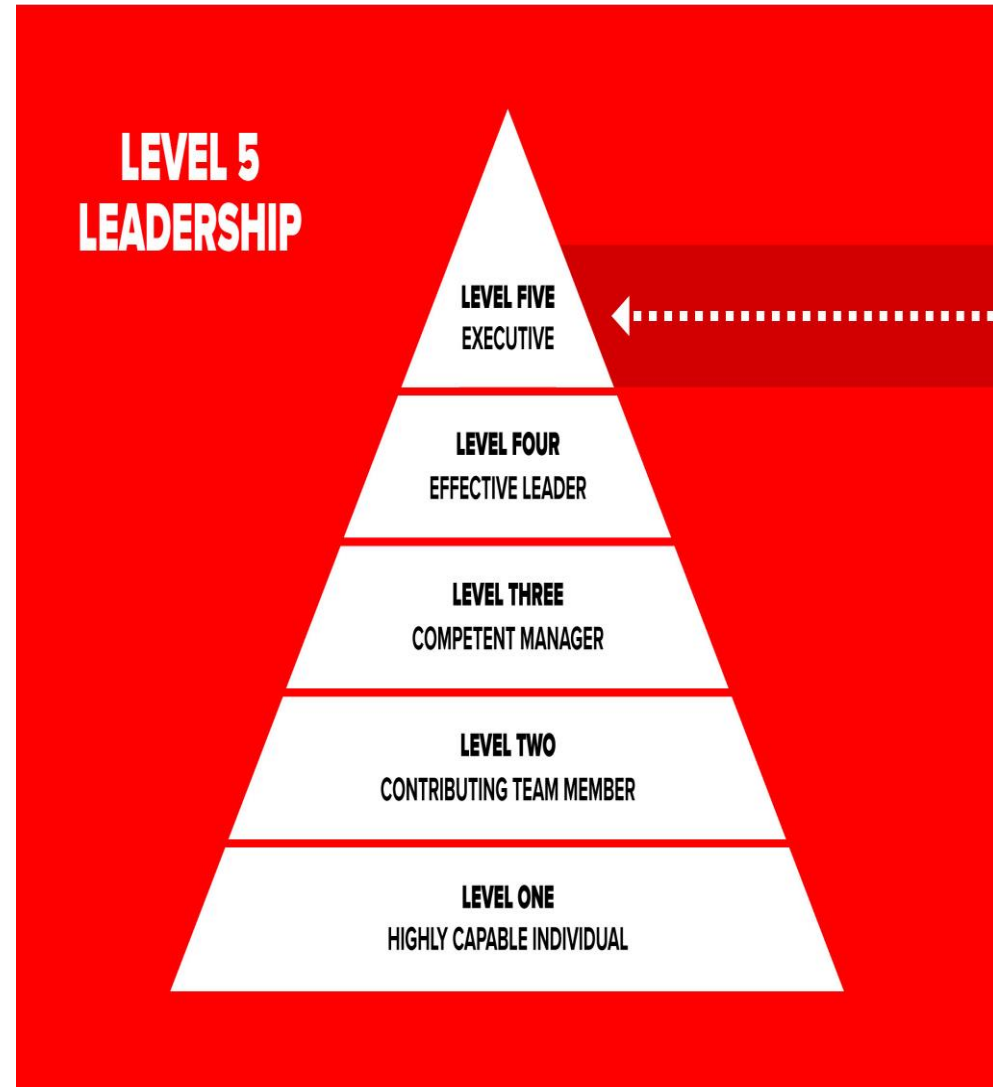 LEVEL 5
LEADERSHIP
LEVEL FIVE
EXECUTIVE
LEVEL FOUR
EFFECTIVE LEADER
LEVEL THREE
COMPETENT MANAGER
LEVEL TWO
CONTRIBUTING TEAM MEMBER
LEVEL ONE
HIGHLY CAPABLE INDIVIDUAL